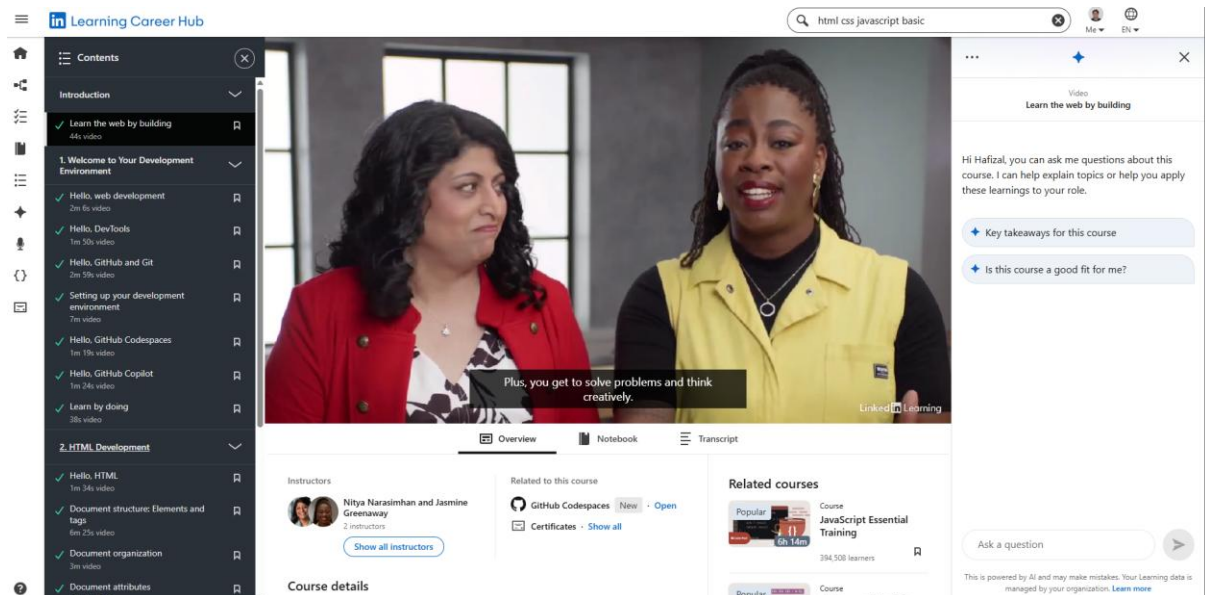 in Learning Career Hub
html css javascript basic
Me
EN
Contents
Introduction
Learn the web by building
44s video
1. Welcome to Your Development
Environment
Hello, web development
2m 6s video
Hello, DevTools
1m 50s video
Hello, GitHub and Git
2m 59s video
Setting up your development
environment
7m video
Hello, GitHub Codespaces
1m 19s video
Hello, GitHub Copilot
1m 24s video
Learn by doing
38s video
2. HTML Development
Hello, HTML
1m 34s video
Document structure: Elements and
tags
6m 25s video
Document organization
3m video
Document attributes
Plus, you get to solve problems and think
creatively.
Linked in Learning
Overview
Notebook
Transcript
Instructors
Nitya Narasimhan and Jasmine
Greenaway
2 instructors
Show all instructors
Related to this course
GitHub Codespaces New · Open
Certificates · Show all
Course details
Related courses
Popular
6h 14m
Course
JavaScript Essential
Training
394,508 learners
Popular
Course
Video
Learn the web by building
Hi Hafizal, you can ask me questions about this
course. I can help explain topics or help you apply
these learnings to your role.
Key takeaways for this course
Is this course a good fit for me?
Ask a question
This is powered by AI and may make mistakes. Your Learning data is
managed by your organization. Learn more